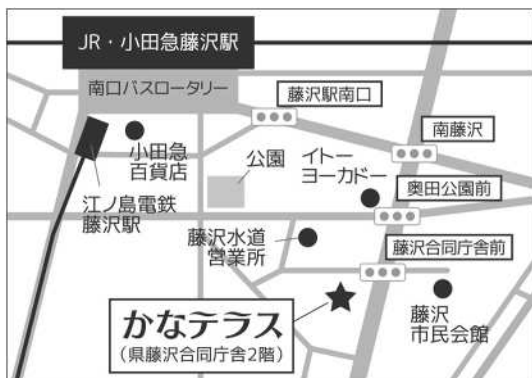 JR・小田急藤沢駅
南口バスロータリー
藤沢駅南口
小田急
百貨店
公園
イトー
ヨーカドー
南藤沢
江ノ島電鉄
藤沢駅
奥田公園前
藤沢水道
営業所
藤沢合同庁舎前
かなテラス
(県藤沢合同庁舎2階)
藤沢
市民会館